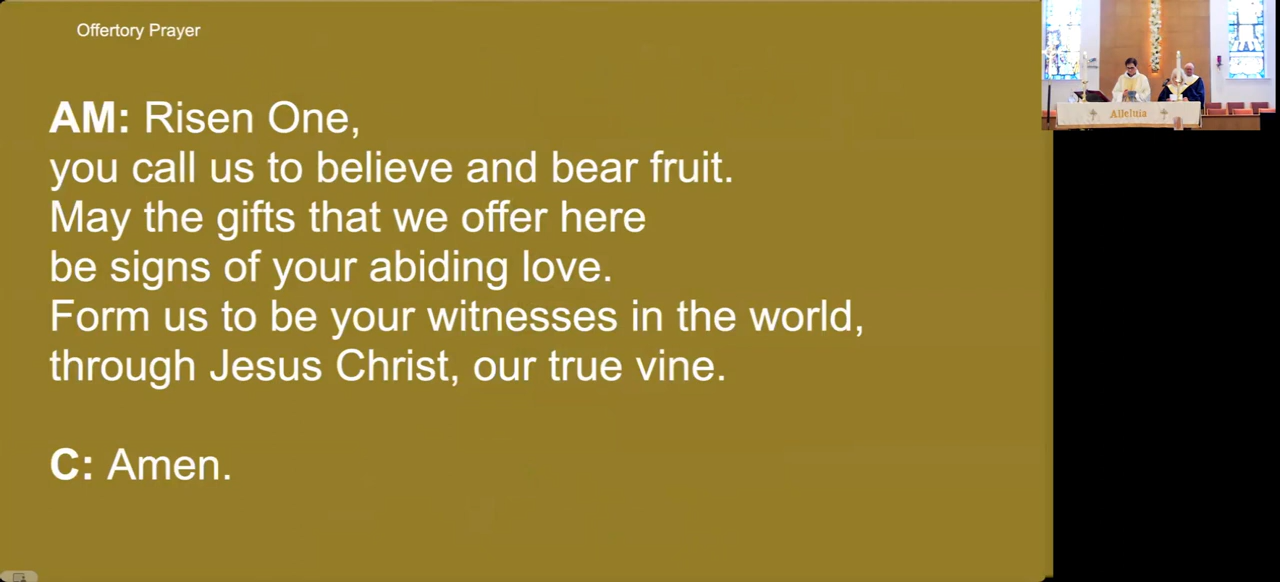 Offertory Prayer
AM: Risen One,
you call us to believe and bear fruit.
May the gifts that we offer here
be signs of your abiding love.
Form us to be your witnesses in the world,
through Jesus Christ, our true vine.
C: Amen.
Alleluia